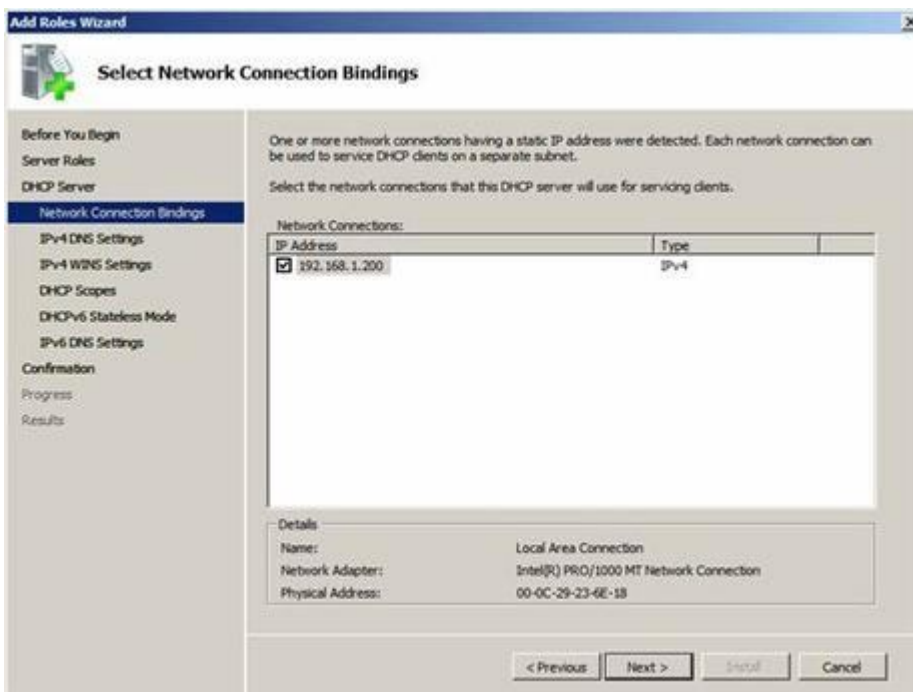 Add Roles Wizard
Select Network Connection Bindings
Before You Begin
Server Roles
DHCP Server
Network Connection Bindings
IPv4 DNS Settings
IPv4 WINS Settings
DHCP Scopes
DHCPv6 Stateless Mode
IPv6 DNS Settings
Confirmation
Progress
Results
One or more network connections having a static IP address were detected. Each network connection can
be used to service DHCP clients on a separate subnet.
Select the network connections that this DHCP server will use for servicing clients.
Network Connections:
IP Address Type
192.168.1.200 IPv4
Details
Name: Local Area Connection
Network Adapter: Intel(R) PRO/1000 MT Network Connection
Physical Address: 00-0C-29-23-6E-18
< Previous Next > Install Cancel